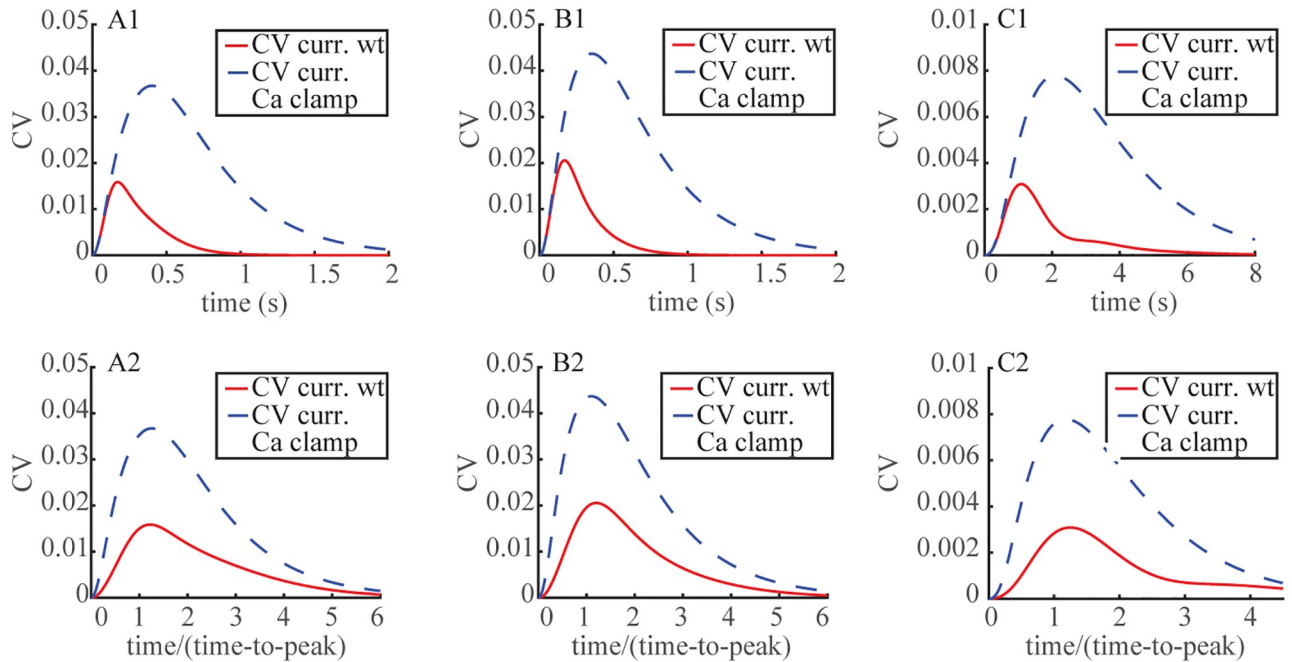 A1
0.05
0.04
0.03
0.02
0.01
0
CV
CV curr. wt
CV curr.
Ca clamp
0 0.5 1 1.5 2
time (s)
B1
0.05
0.04
0.03
0.02
0.01
0
CV
CV curr. wt
CV curr.
Ca clamp
0 0.5 1 1.5 2
time (s)
C1
0.01
0.008
0.006
0.004
0.002
0
CV
CV curr. wt
CV curr.
Ca clamp
0 2 4 6 8
time (s)
A2
0.05
0.04
0.03
0.02
0.01
0
CV
CV curr. wt
CV curr.
Ca clamp
0 1 2 3 4 5 6
time/(time-to-peak)
B2
0.05
0.04
0.03
0.02
0.01
0
CV
CV curr. wt
CV curr.
Ca clamp
0 1 2 3 4 5 6
time/(time-to-peak)
C2
0.01
0.008
0.006
0.004
0.002
0
CV
CV curr. wt
CV curr.
Ca clamp
0 1 2 3 4
time/(time-to-peak)